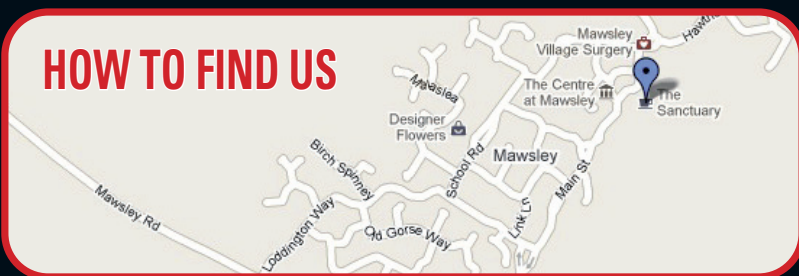 HOW TO FIND US
Mawsley
Village Surgery
The Centre
at Mawsley
The
Sanctuary
Designer
Flowers
Mawsley
School Rd
Main St
Link Ln
Birch Spinney
Mawsley Rd
Loddington Way
Old Gorse Way